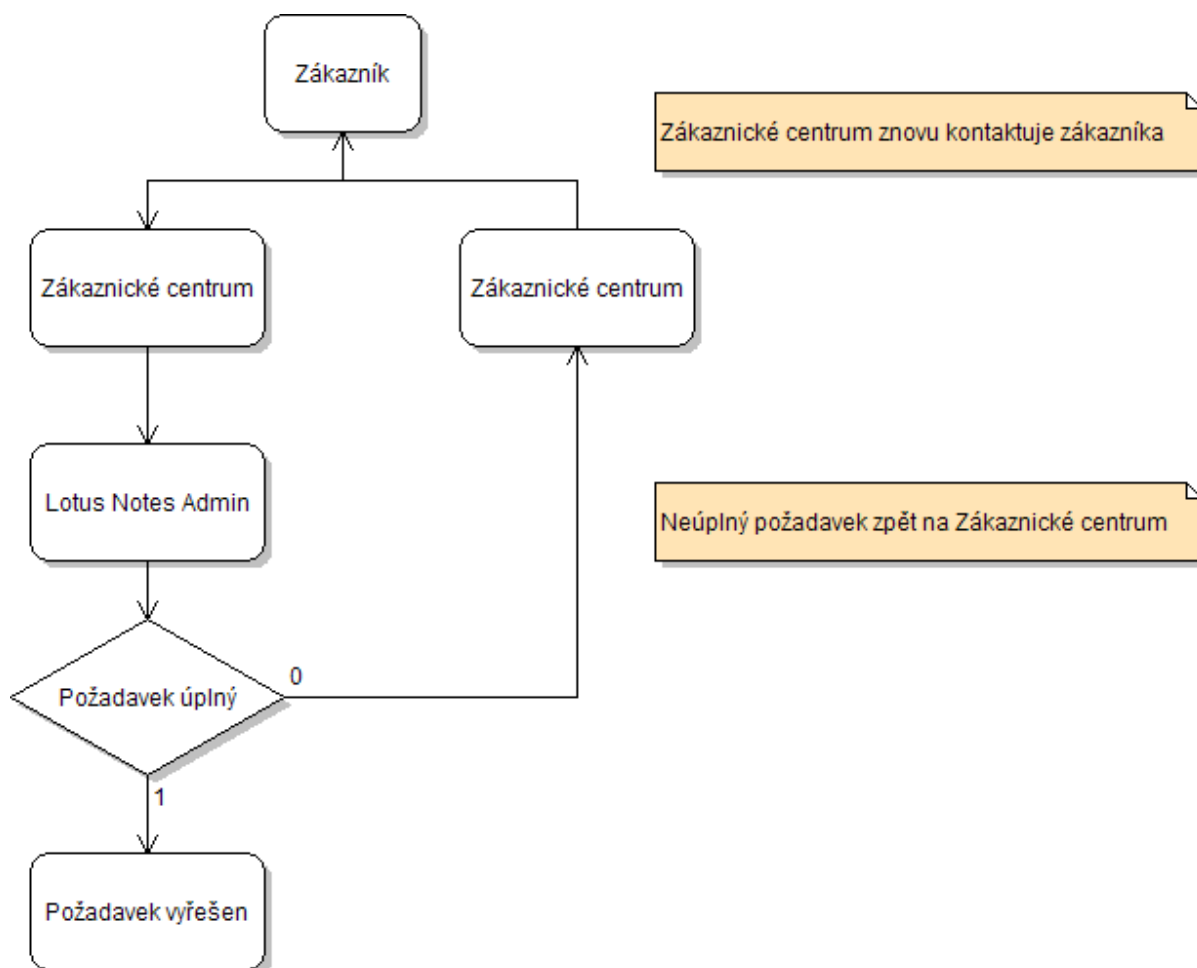 Zákazník
Zákaznické centrum znovu kontaktuje zákazníka
Zákaznické centrum
Zákaznické centrum
Lotus Notes Admin
Neúplný požadavek zpět na Zákaznické centrum
Požadavek úplný
0
1
Požadavek vyřešen